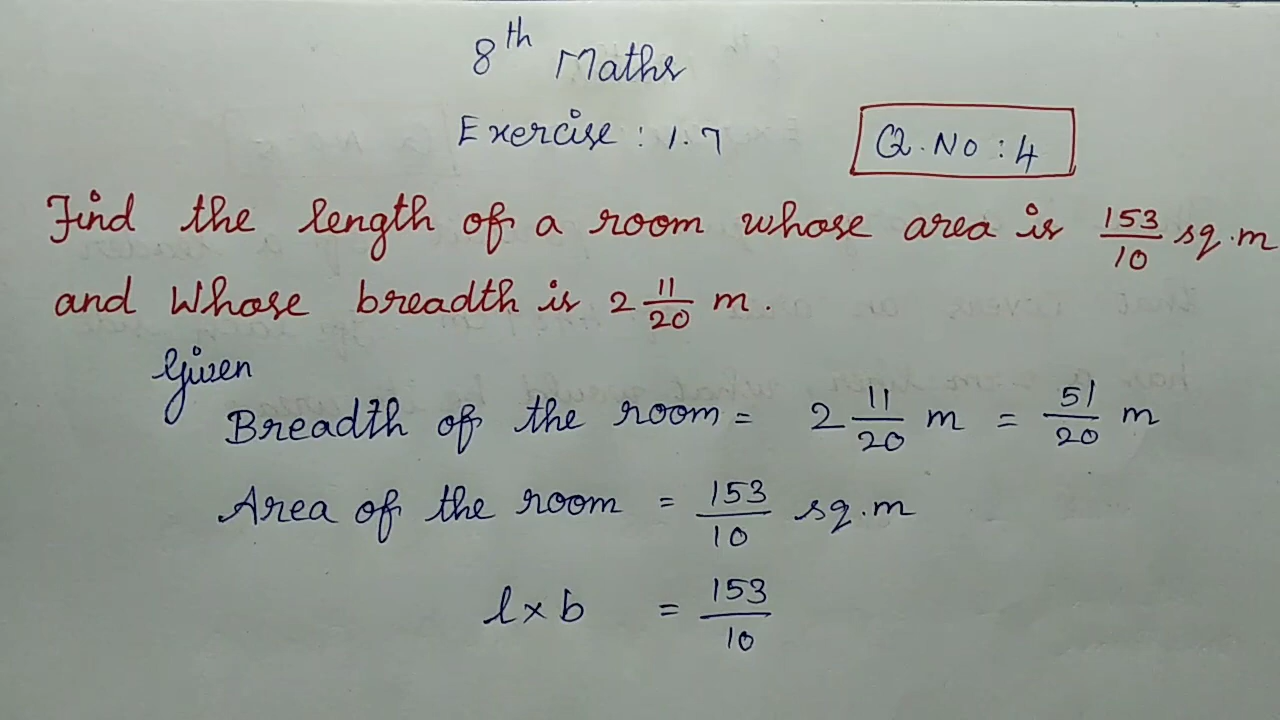 8th Maths
Exercise : 1.7
Q.No : 4
Find the length of a room whose area is 153/10 sq.m
and whose breadth is 2 11/20 m.
Given
Breadth of the room = 2 11/20 m = 51/20 m
Area of the room = 153/10 sq.m
l x b = 153/10